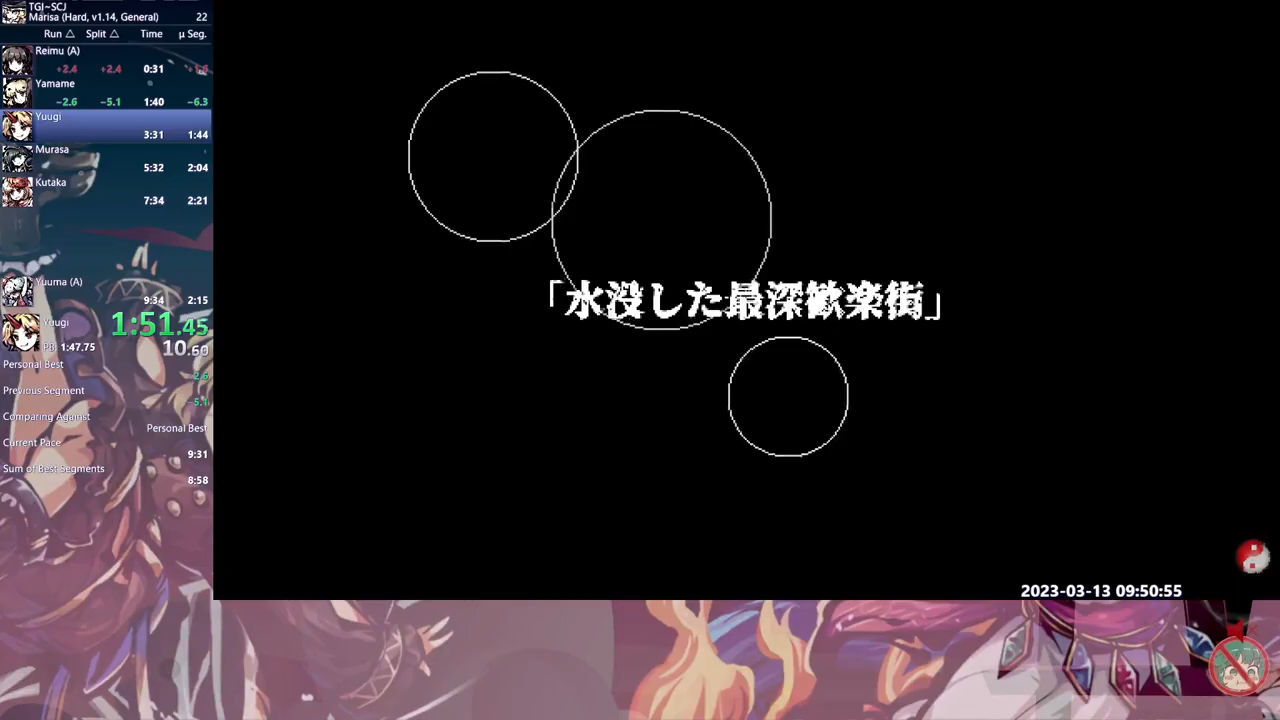 TGI~SCJ
Marisa (Hard, v1.14, General) 22
Run △ Split △ Time μ Seg.
Reimu (A)
+2.4 +2.4 0:31
Yamame
−2.6 −5.1 1:40 −6.3
Yuugi
3:31 1:44
Murasa
5:32 2:04
Kutaka
7:34 2:21
Yuuma (A)
9:34 2:15
1:51.45
Yuugi
PB: 1:47.75
10.60
Personal Best
Previous Segment
Comparing Against
Personal Best
Current Pace
9:31
Sum of Best Segments
8:58
「水没した最深歓楽街」
2023-03-13 09:50:55